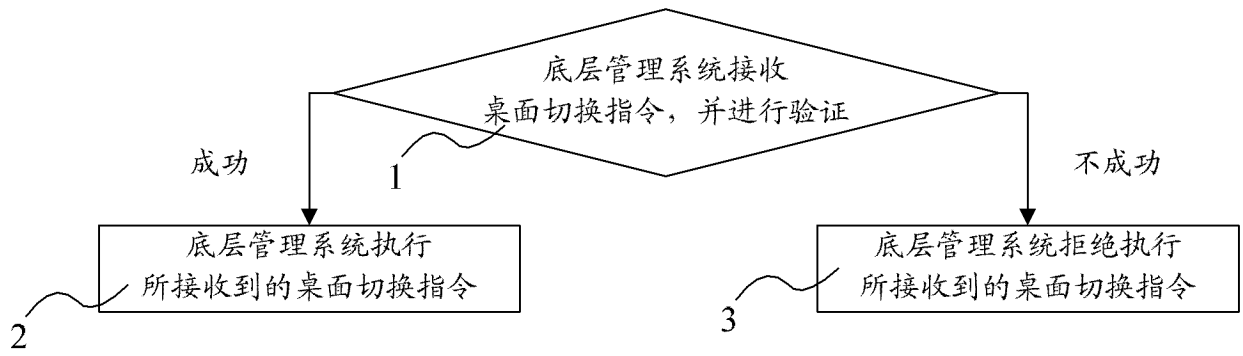 底层管理系统接收
桌面切换指令，并进行验证
1
成功
不成功
底层管理系统执行
所接收到的桌面切换指令
2
底层管理系统拒绝执行
所接收到的桌面切换指令
3